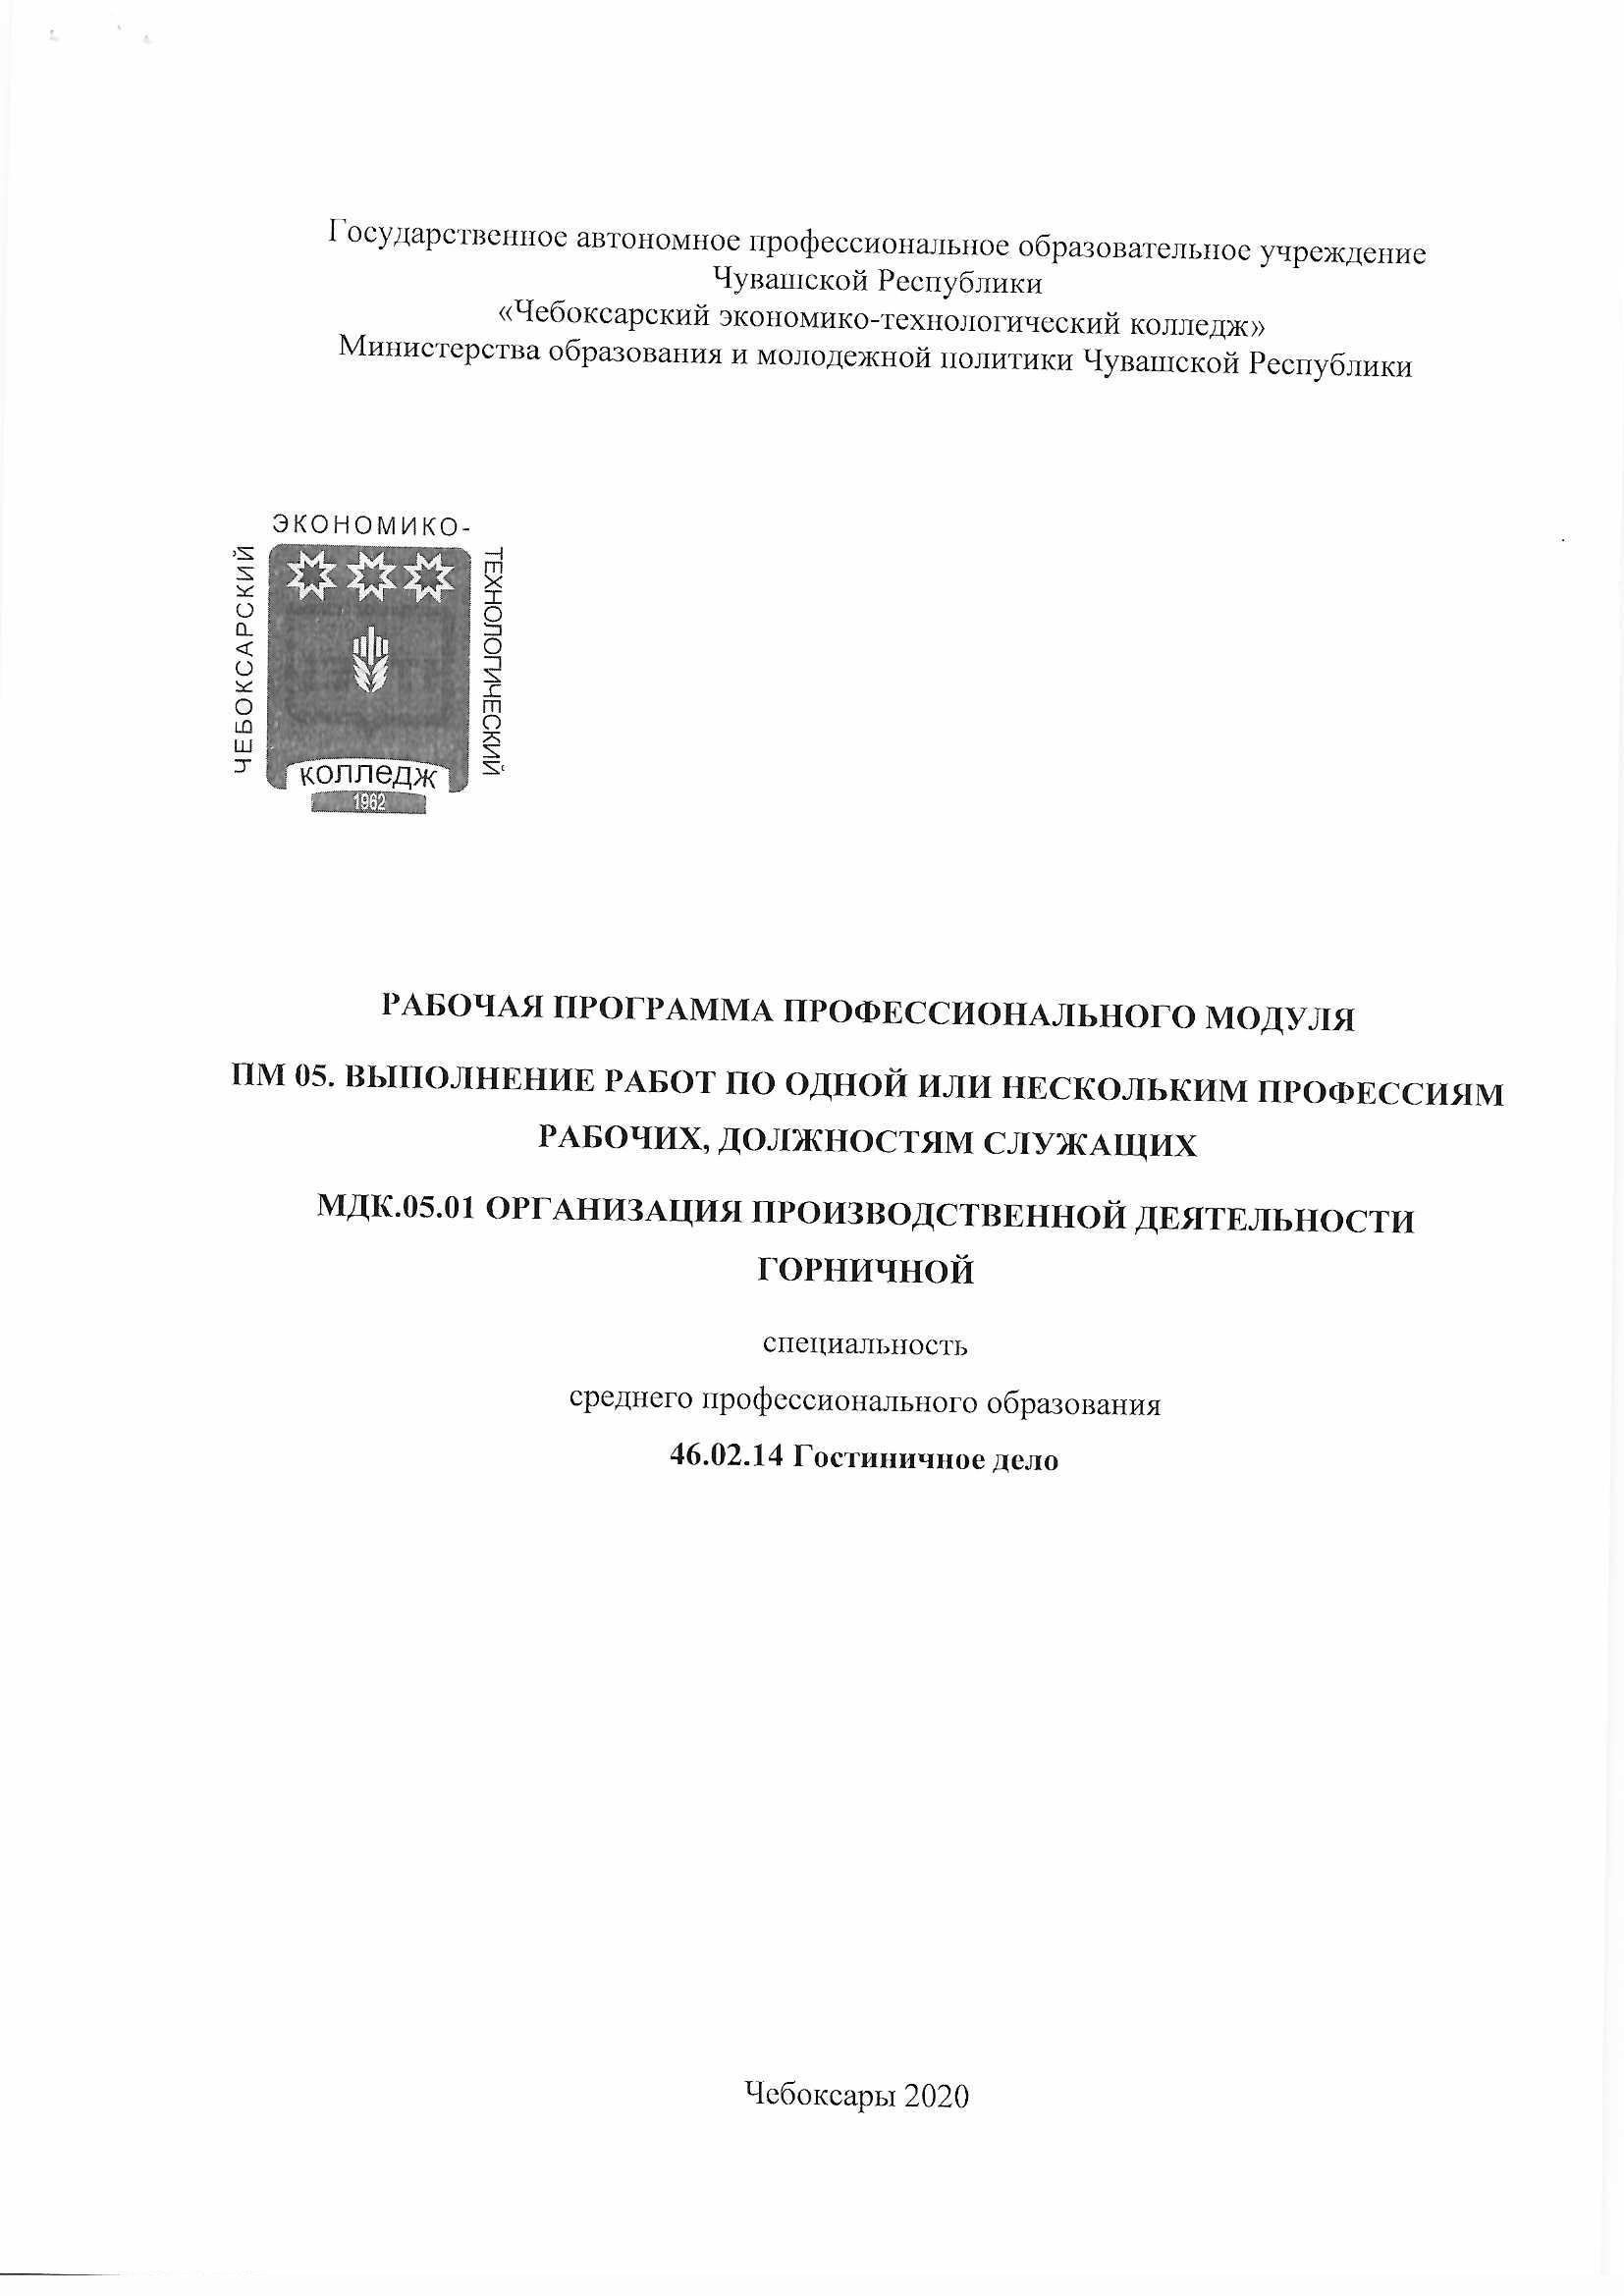 Государственное автономное профессиональное образовательное учреждение
Чувашской Республики
«Чебоксарский экономико-технологический колледж»
Министерства образования и молодежной политики Чувашской Республики
ЭКОНОМИКО-
ЧЕБОКСАРСКИЙ
ТЕХНОЛОГИЧЕСКИЙ
колледж
1962
РАБОЧАЯ ПРОГРАММА ПРОФЕССИОНАЛЬНОГО МОДУЛЯ
ПМ 05. ВЫПОЛНЕНИЕ РАБОТ ПО ОДНОЙ ИЛИ НЕСКОЛЬКИМ ПРОФЕССИЯМ
РАБОЧИХ, ДОЛЖНОСТЯМ СЛУЖАЩИХ
МДК.05.01 ОРГАНИЗАЦИЯ ПРОИЗВОДСТВЕННОЙ ДЕЯТЕЛЬНОСТИ
ГОРНИЧНОЙ
специальность
среднего профессионального образования
46.02.14 Гостиничное дело
Чебоксары 2020